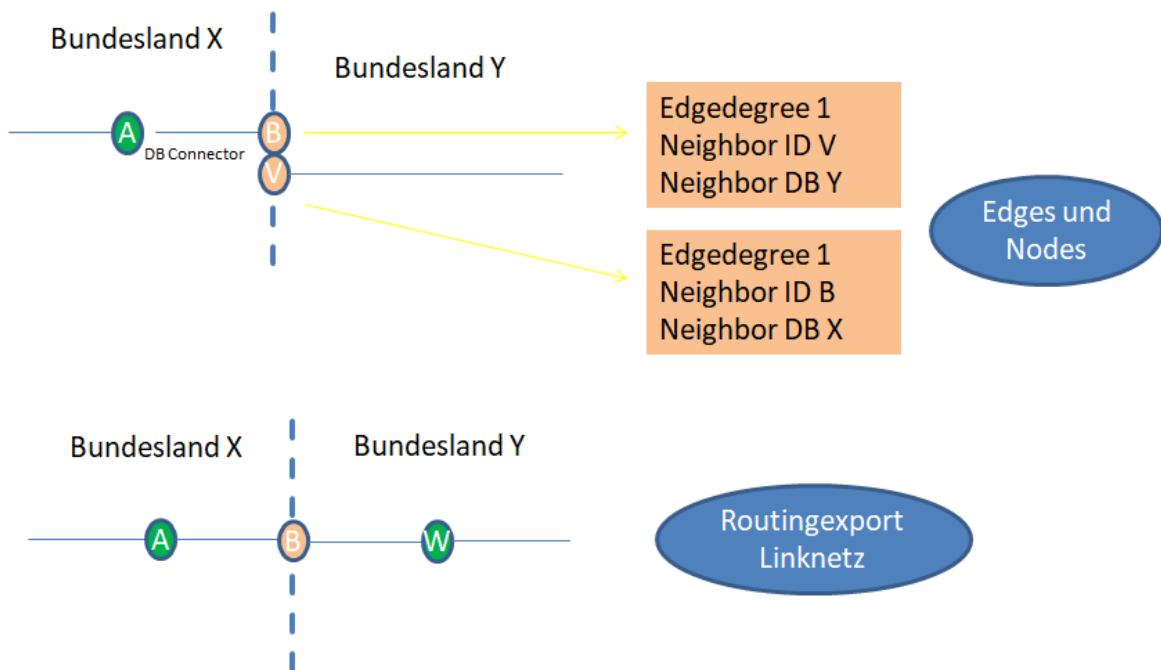 Bundesland X
Bundesland Y
A
DB Connector
B
V
Edgedegree 1
Neighbor ID V
Neighbor DB Y
Edgedegree 1
Neighbor ID B
Neighbor DB X
Edges und
Nodes
Bundesland X
Bundesland Y
A
B
W
Routingexport
Linknetz